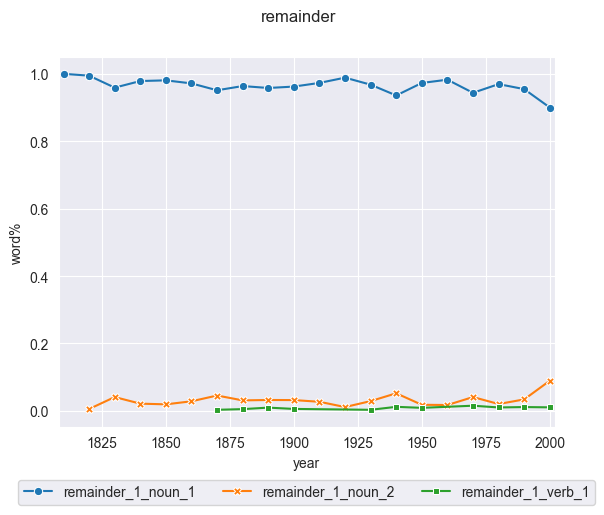 remainder
1.0
0.8
0.6
0.4
0.2
0.0
word%
1825 1850 1875 1900 1925 1950 1975 2000
year
remainder_1_noun_1 remainder_1_noun_2 remainder_1_verb_1